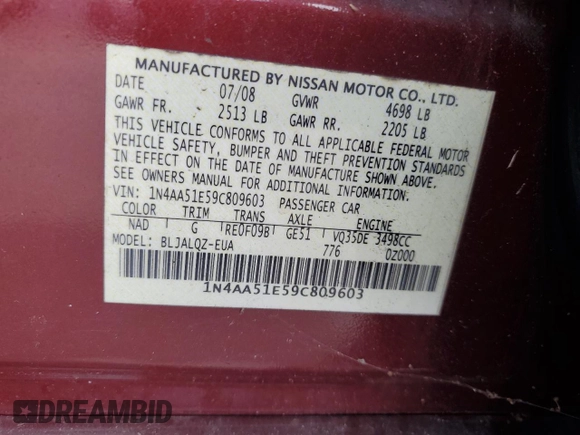 MANUFACTURED BY NISSAN MOTOR CO., LTD.
DATE 07/08 GVWR 4698 LB
GAWR FR. 2513 LB GAWR RR. 2205 LB
THIS VEHICLE CONFORMS TO ALL APPLICABLE FEDERAL MOTOR
VEHICLE SAFETY, BUMPER AND THEFT PREVENTION STANDARDS
IN EFFECT ON THE DATE OF MANUFACTURE SHOWN ABOVE.
SEE OWNERS MANUAL FOR ADDITIONAL INFORMATION.
VIN: 1N4AA51E59C809603 PASSENGER CAR
COLOR TRIM TRANS AXLE ENGINE
NAD G RE0F09B GE51 VQ35DE 3498CC
MODEL: BLJALQZ-EUA 776 0Z000
1N4AA51E59C809603
DREAMBID